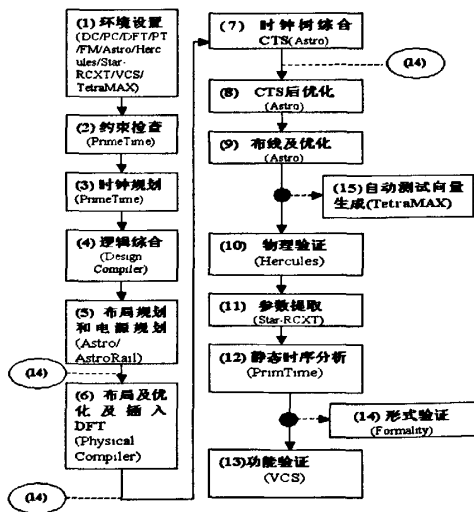 (1) 环境设置
(DC/PC/DFT/PT
/FM/Astro/Her
cules/Star-
RCXT/VCS/
TetraMAX)
(2) 约束检查
(PrimeTime)
(3) 时钟规划
(PrimeTime)
(4) 逻辑综合
(Design
Compiler)
(5) 布局规划
和电源规划
(Astro/
AstroRail)
(14)
(6) 布局及优
化及插入
DFT
(Physical
Compiler)
(14)
(7) 时钟树综合
CTS(Astro)
(14)
(8) CTS后优化
(Astro)
(9) 布线及优化
(Astro)
(15)自动测试向量
生成(TetraMAX)
(10) 物理验证
(Hercules)
(11) 参数提取
(Star-RCXT)
(12) 静态时序分析
(PrimTime)
(14) 形式验证
(Formality)
(13)功能验证
(VCS)